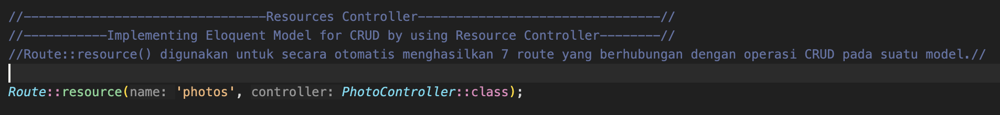 //--------------------------------Resources Controller--------------------------------//
//-----------Implementing Eloquent Model for CRUD by using Resource Controller--------//
//Route::resource() digunakan untuk secara otomatis menghasilkan 7 route yang berhubungan dengan operasi CRUD pada suatu model.//
Route::resource(name: 'photos', controller: PhotoController::class);